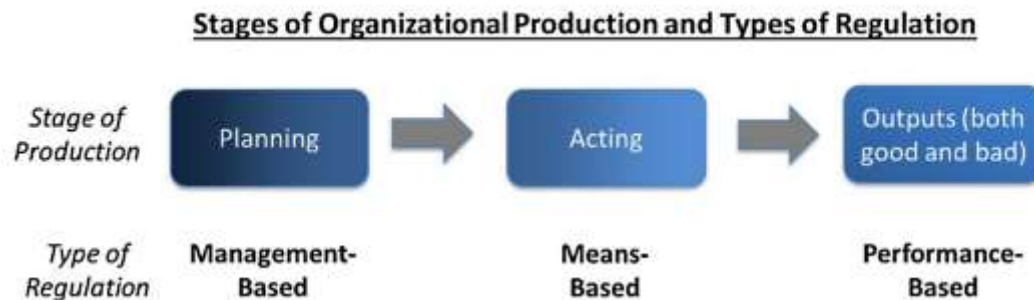 Stages of Organizational Production and Types of Regulation
Stage of
Production
Planning
Acting
Outputs (both
good and bad)
Type of
Regulation
Management-
Based
Means-
Based
Performance-
Based